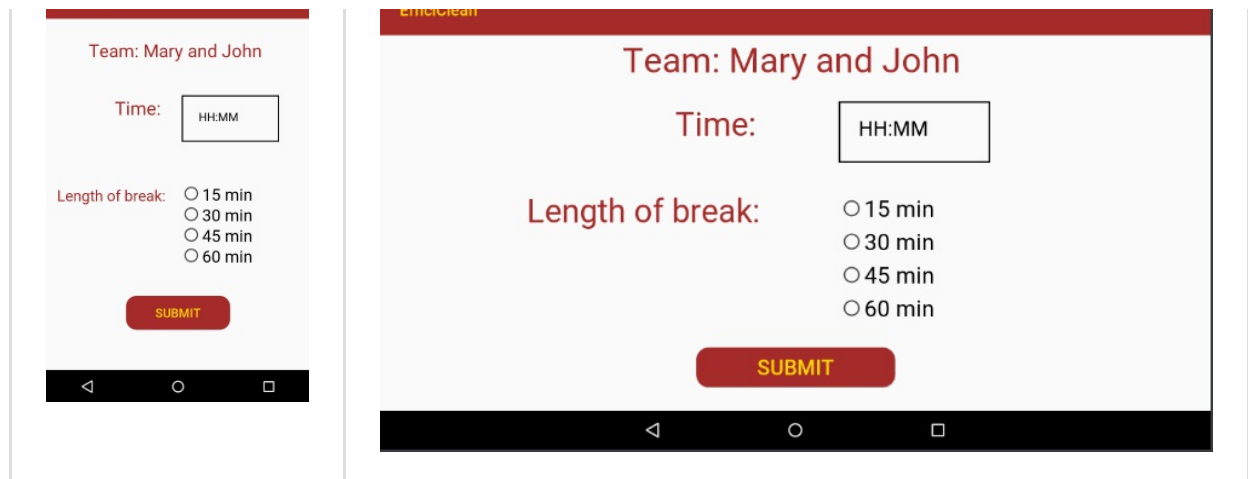 Team: Mary and John
Time: HH:MM
Length of break: 15 min
30 min
45 min
60 min
SUBMIT
EfficiClean
Team: Mary and John
Time: HH:MM
Length of break: 15 min
30 min
45 min
60 min
SUBMIT